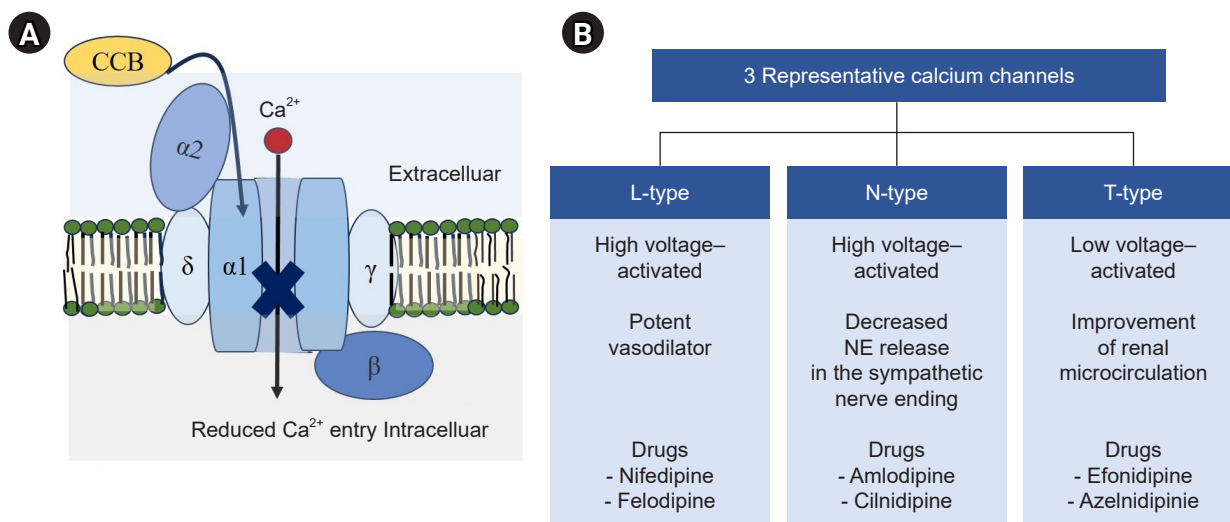 A
CCB
α2
Ca²⁺
Extracelluar
δ
α1
γ
β
Reduced Ca²⁺ entry Intracelluar
B
3 Representative calcium channels
L-type
High voltage–
activated
Potent
vasodilator
Drugs
- Nifedipine
- Felodipine
N-type
High voltage–
activated
Decreased
NE release
in the sympathetic
nerve ending
Drugs
- Amlodipine
- Cilnidipine
T-type
Low voltage–
activated
Improvement
of renal
microcirculation
Drugs
- Efonidipine
- Azelnidipinie